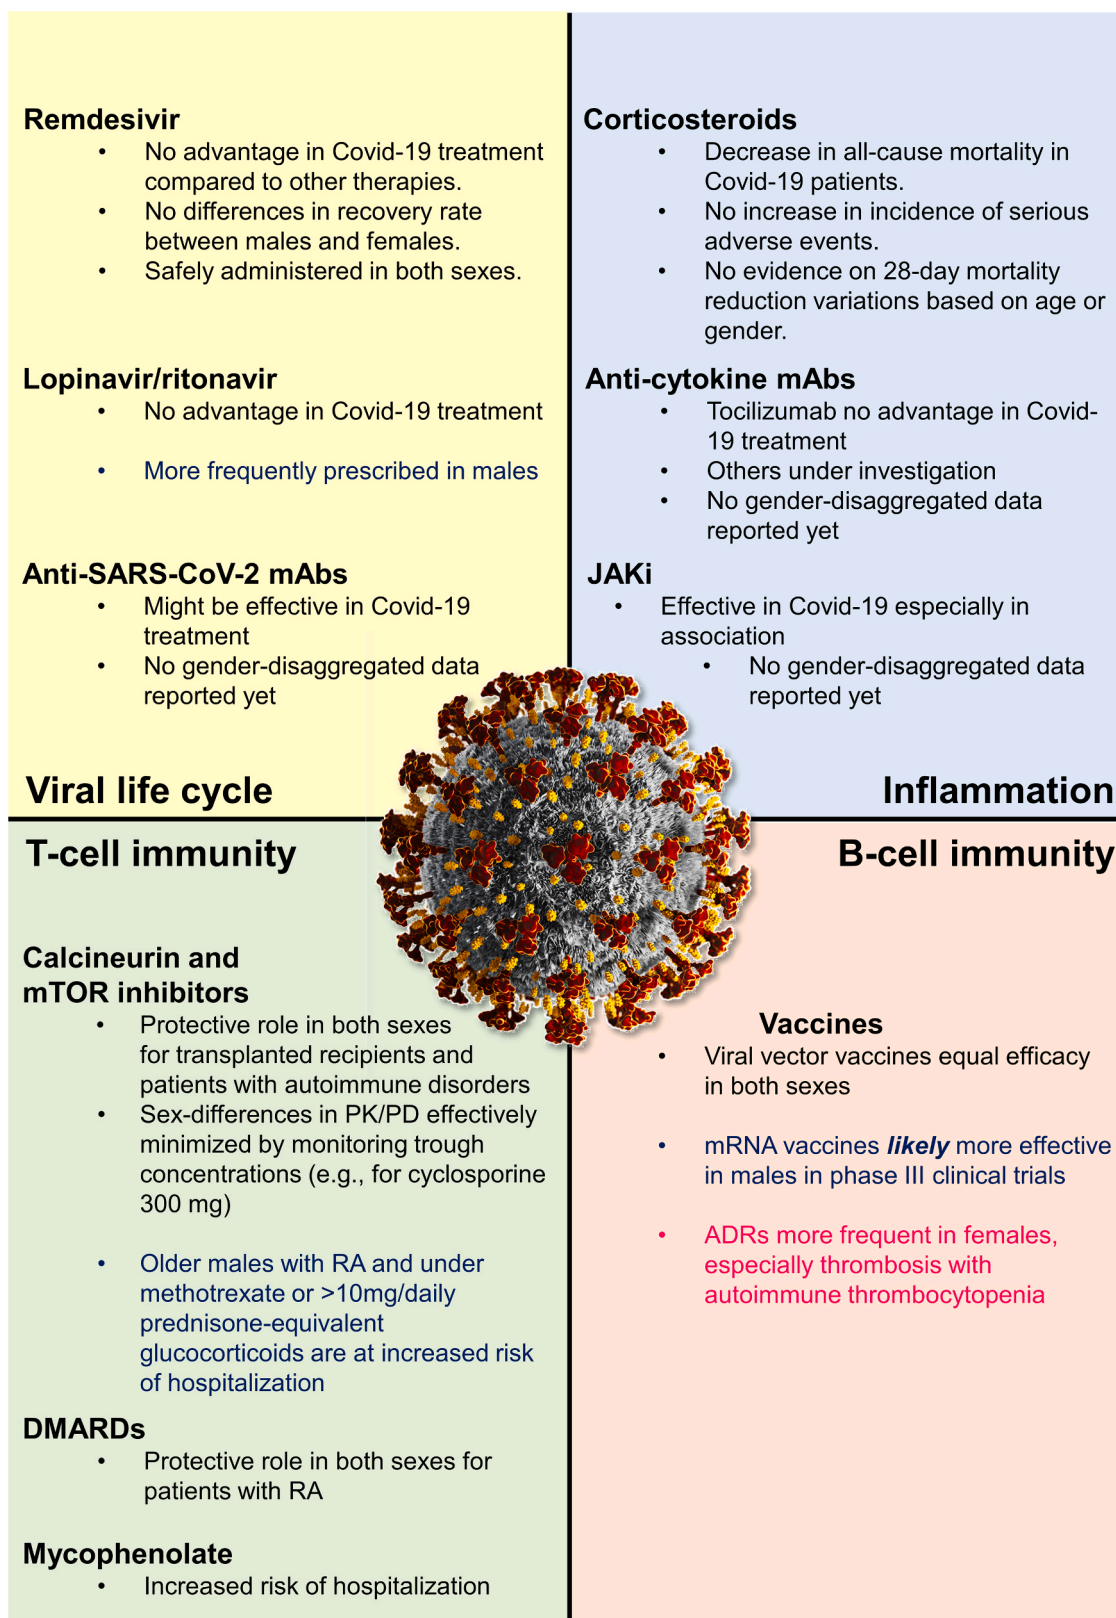 Remdesivir
• No advantage in Covid-19 treatment
compared to other therapies.
• No differences in recovery rate
between males and females.
• Safely administered in both sexes.
Lopinavir/ritonavir
• No advantage in Covid-19 treatment
• More frequently prescribed in males
Anti-SARS-CoV-2 mAbs
• Might be effective in Covid-19
treatment
• No gender-disaggregated data
reported yet
Viral life cycle
Corticosteroids
• Decrease in all-cause mortality in
Covid-19 patients.
• No increase in incidence of serious
adverse events.
• No evidence on 28-day mortality
reduction variations based on age or
gender.
Anti-cytokine mAbs
• Tocilizumab no advantage in Covid-
19 treatment
• Others under investigation
• No gender-disaggregated data
reported yet
JAKi
• Effective in Covid-19 especially in
association
• No gender-disaggregated data
reported yet
Inflammation
T-cell immunity
Calcineurin and
mTOR inhibitors
• Protective role in both sexes
for transplanted recipients and
patients with autoimmune disorders
• Sex-differences in PK/PD effectively
minimized by monitoring trough
concentrations (e.g., for cyclosporine
300 mg)
• Older males with RA and under
methotrexate or >10mg/daily
prednisone-equivalent
glucocorticoids are at increased risk
of hospitalization
DMARDs
• Protective role in both sexes for
patients with RA
Mycophenolate
• Increased risk of hospitalization
B-cell immunity
Vaccines
• Viral vector vaccines equal efficacy
in both sexes
• mRNA vaccines likely more effective
in males in phase III clinical trials
• ADRs more frequent in females,
especially thrombosis with
autoimmune thrombocytopenia